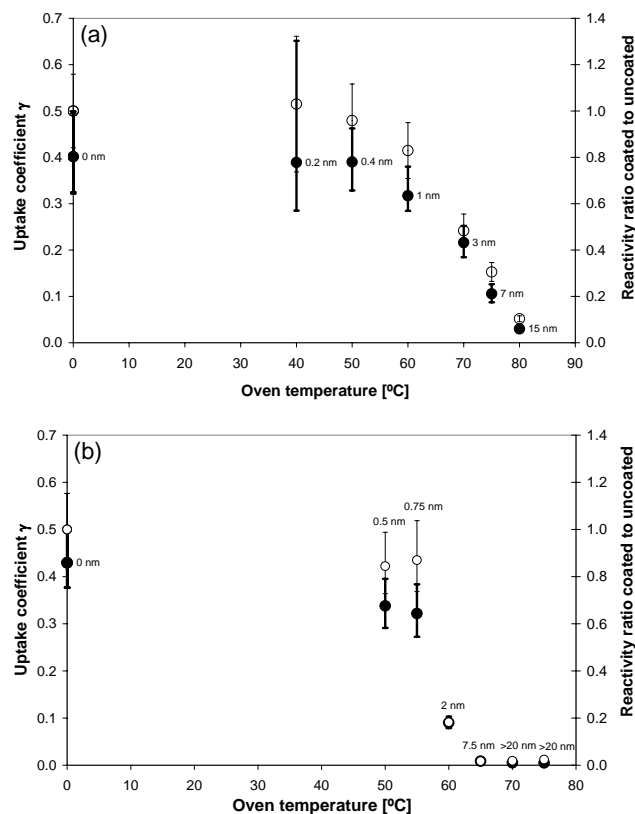 (a)
Uptake coefficient γ
0.7
0.6
0.5
0.4
0.3
0.2
0.1
0.0
0 nm
0.2 nm
0.4 nm
1 nm
3 nm
7 nm
15 nm
1.4
1.2
1.0
0.8
0.6
0.4
0.2
0.0
Reactivity ratio coated to uncoated
0 10 20 30 40 50 60 70 80 90
Oven temperature [ºC]
(b)
Uptake coefficient γ
0.7
0.6
0.5
0.4
0.3
0.2
0.1
0.0
0 nm
0.5 nm
0.75 nm
2 nm
7.5 nm
>20 nm
>20 nm
1.4
1.2
1.0
0.8
0.6
0.4
0.2
0.0
Reactivity ratio coated to uncoated
0 10 20 30 40 50 60 70 80
Oven temperature [ºC]